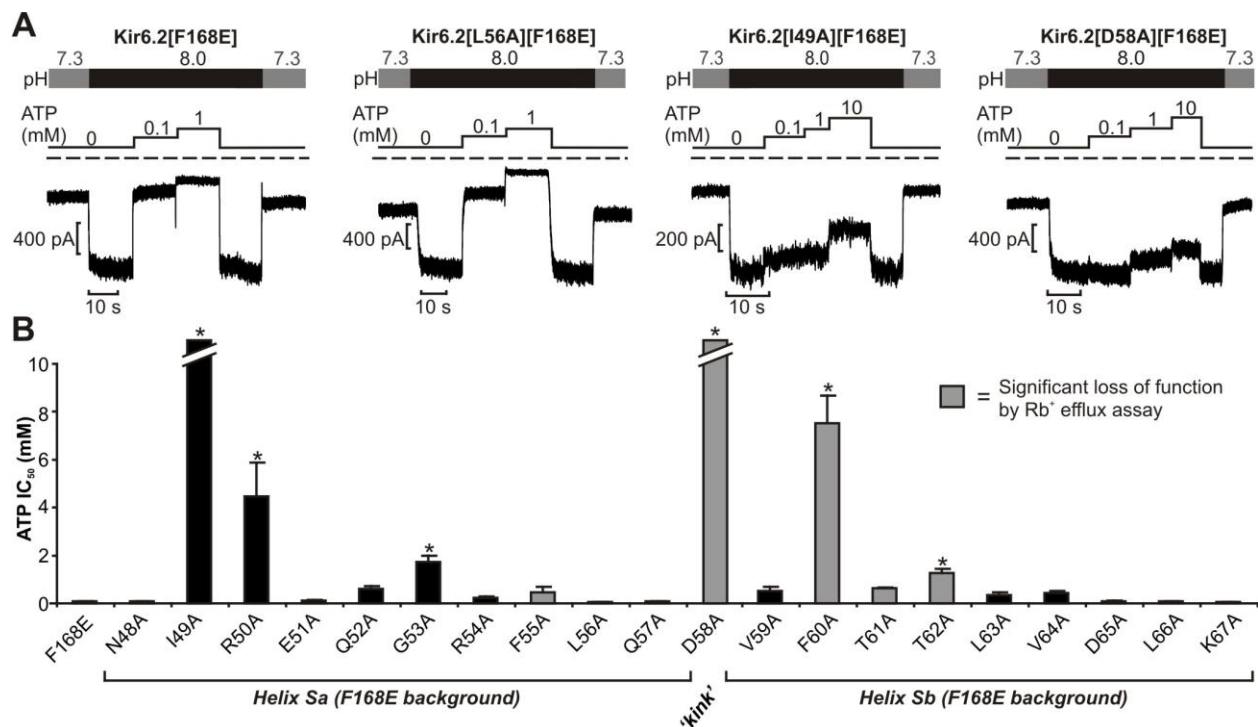 A
Kir6.2[F168E]
7.3 8.0 7.3
pH
ATP
(mM)
0 0.1 1
400 pA
10 s
Kir6.2[L56A][F168E]
7.3 8.0 7.3
pH
ATP
(mM)
0 0.1 1
400 pA
10 s
Kir6.2[I49A][F168E]
7.3 8.0 7.3
pH
ATP
(mM)
0 0.1 1 10
200 pA
10 s
Kir6.2[D58A][F168E]
7.3 8.0 7.3
pH
ATP
(mM)
0 0.1 1 10
400 pA
10 s
B
ATP IC₅₀ (mM)
10
8
6
4
2
0
* * * * * *
= Significant loss of function
by Rb⁺ efflux assay
F168E N48A I49A R50A E51A Q52A G53A R54A F55A L56A Q57A D58A V59A F60A T61A T62A L63A V64A D65A L66A K67A
Helix Sa (F168E background) 'kink' Helix Sb (F168E background)